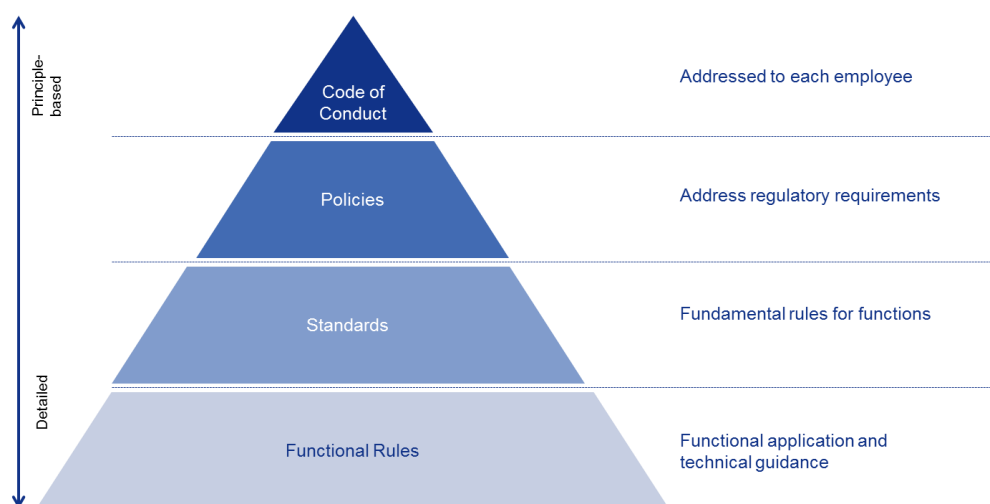 Principle-
based
Code of
Conduct
Addressed to each employee
Policies
Address regulatory requirements
Standards
Fundamental rules for functions
Detailed
Functional Rules
Functional application and
technical guidance